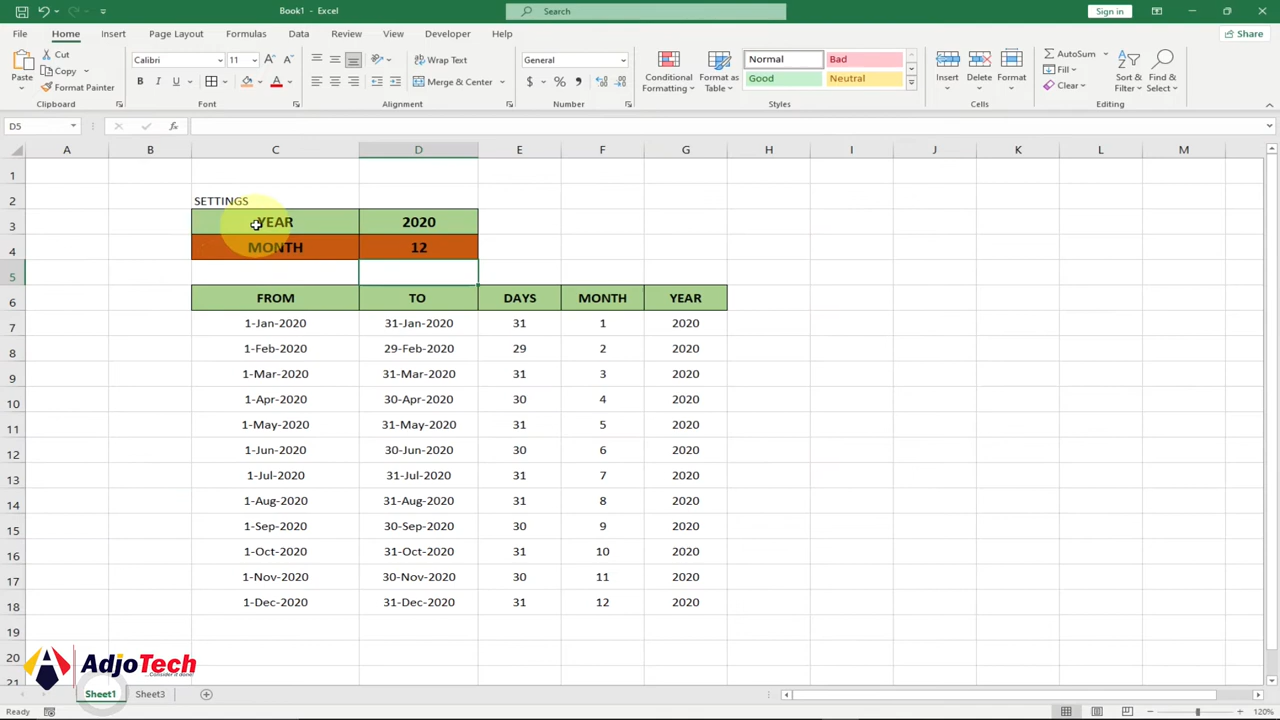 Book1 - Excel
Search
Sign in
File Home Insert Page Layout Formulas Data Review View Developer Help
Share
Paste
Cut
Copy
Format Painter
Clipboard
Calibri 11
B I U
Font
Wrap Text
Merge & Center
Alignment
General
Number
Conditional Formatting
Format as Table
Normal Bad
Good Neutral
Styles
Insert Delete Format
Cells
AutoSum
Fill
Clear
Sort & Filter
Find & Select
Editing
D5
A B C D E F G H I J K L M
1
2 SETTINGS
3 YEAR 2020
4 MONTH 12
5
6 FROM TO DAYS MONTH YEAR
7 1-Jan-2020 31-Jan-2020 31 1 2020
8 1-Feb-2020 29-Feb-2020 29 2 2020
9 1-Mar-2020 31-Mar-2020 31 3 2020
10 1-Apr-2020 30-Apr-2020 30 4 2020
11 1-May-2020 31-May-2020 31 5 2020
12 1-Jun-2020 30-Jun-2020 30 6 2020
13 1-Jul-2020 31-Jul-2020 31 7 2020
14 1-Aug-2020 31-Aug-2020 31 8 2020
15 1-Sep-2020 30-Sep-2020 30 9 2020
16 1-Oct-2020 31-Oct-2020 31 10 2020
17 1-Nov-2020 30-Nov-2020 30 11 2020
18 1-Dec-2020 31-Dec-2020 31 12 2020
19
20
21
AdjoTech
...Consider it done!
Sheet1 Sheet3
Ready
120%